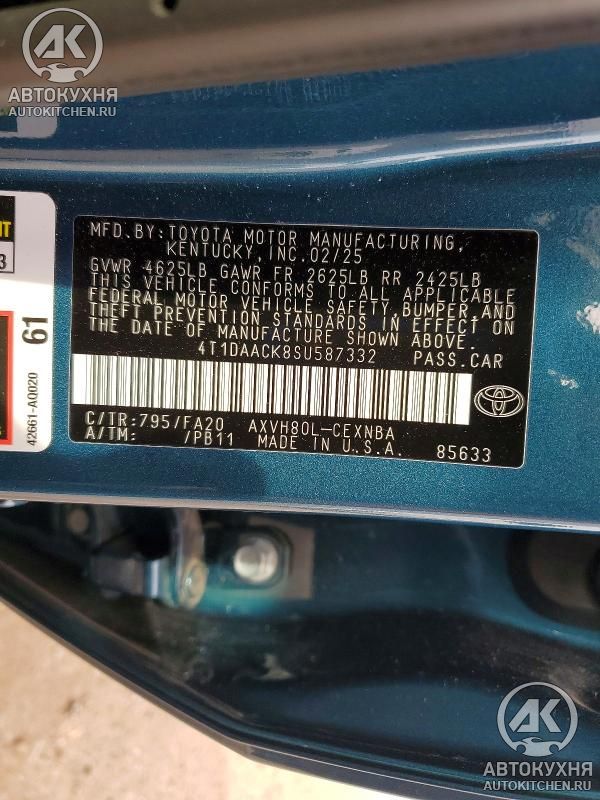 АК
АВТОКУХНЯ
AUTOKITCHEN.RU
3
61
42661-A0020
MFD.BY:TOYOTA MOTOR MANUFACTURING,
KENTUCKY,INC.02/25
GVWR 4625LB GAWR FR 2625LB RR 2425LB
THIS VEHICLE CONFORMS TO ALL APPLICABLE
FEDERAL MOTOR VEHICLE SAFETY,BUMPER,AND
THEFT PREVENTION STANDARDS IN EFFECT ON
THE DATE OF MANUFACTURE SHOWN ABOVE.
4T1DAACK8SU587332 PASS.CAR
C/TR:795/FA20 AXVH80L-CEXNBA
A/TM: /PB11 MADE IN U.S.A. 85633
АК
АВТОКУХНЯ
AUTOKITCHEN.RU